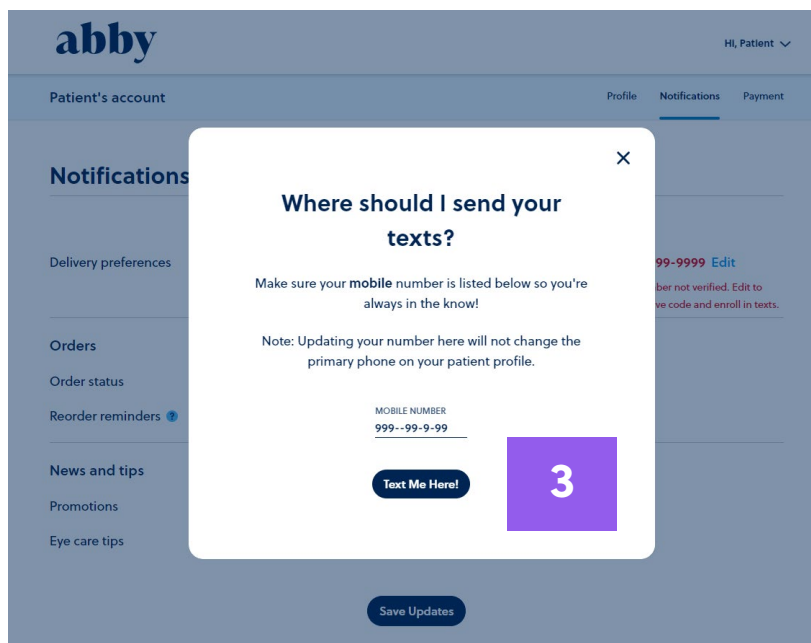 abby
Hi, Patient
Patient's account
Profile Notifications Payment
Notifications
Where should I send your
texts?
Delivery preferences
99-9999 Edit
Make sure your mobile number is listed below so you're
always in the know!
not verified. Edit to
code and enroll in texts.
Note: Updating your number here will not change the
primary phone on your patient profile.
Orders
Order status
Reorder reminders ?
MOBILE NUMBER
999--99-9-99
Text Me Here!
3
News and tips
Promotions
Eye care tips
Save Updates